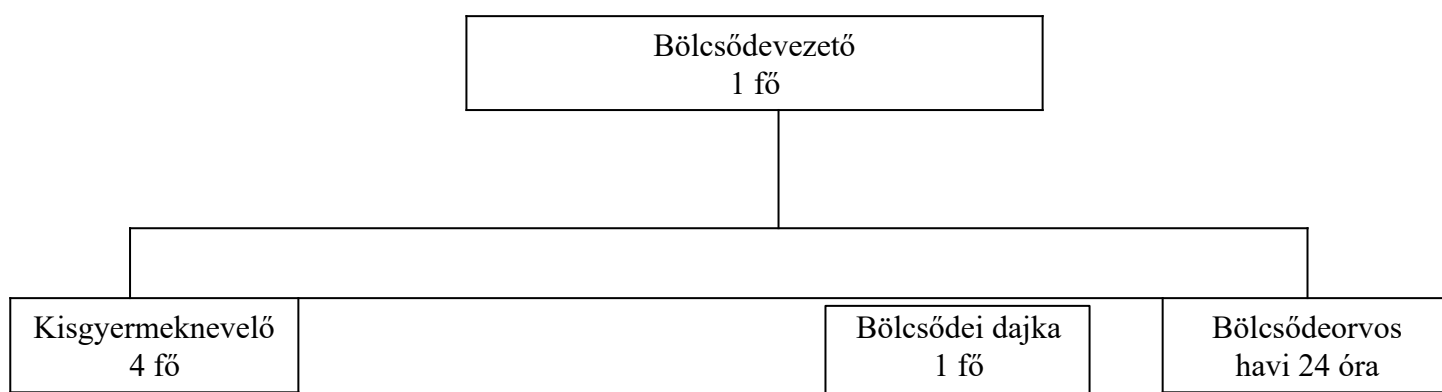 Bölcsődevezető
1 fő
Kisgyermeknevelő
4 fő
Bölcsődei dajka
1 fő
Bölcsődeorvos
havi 24 óra